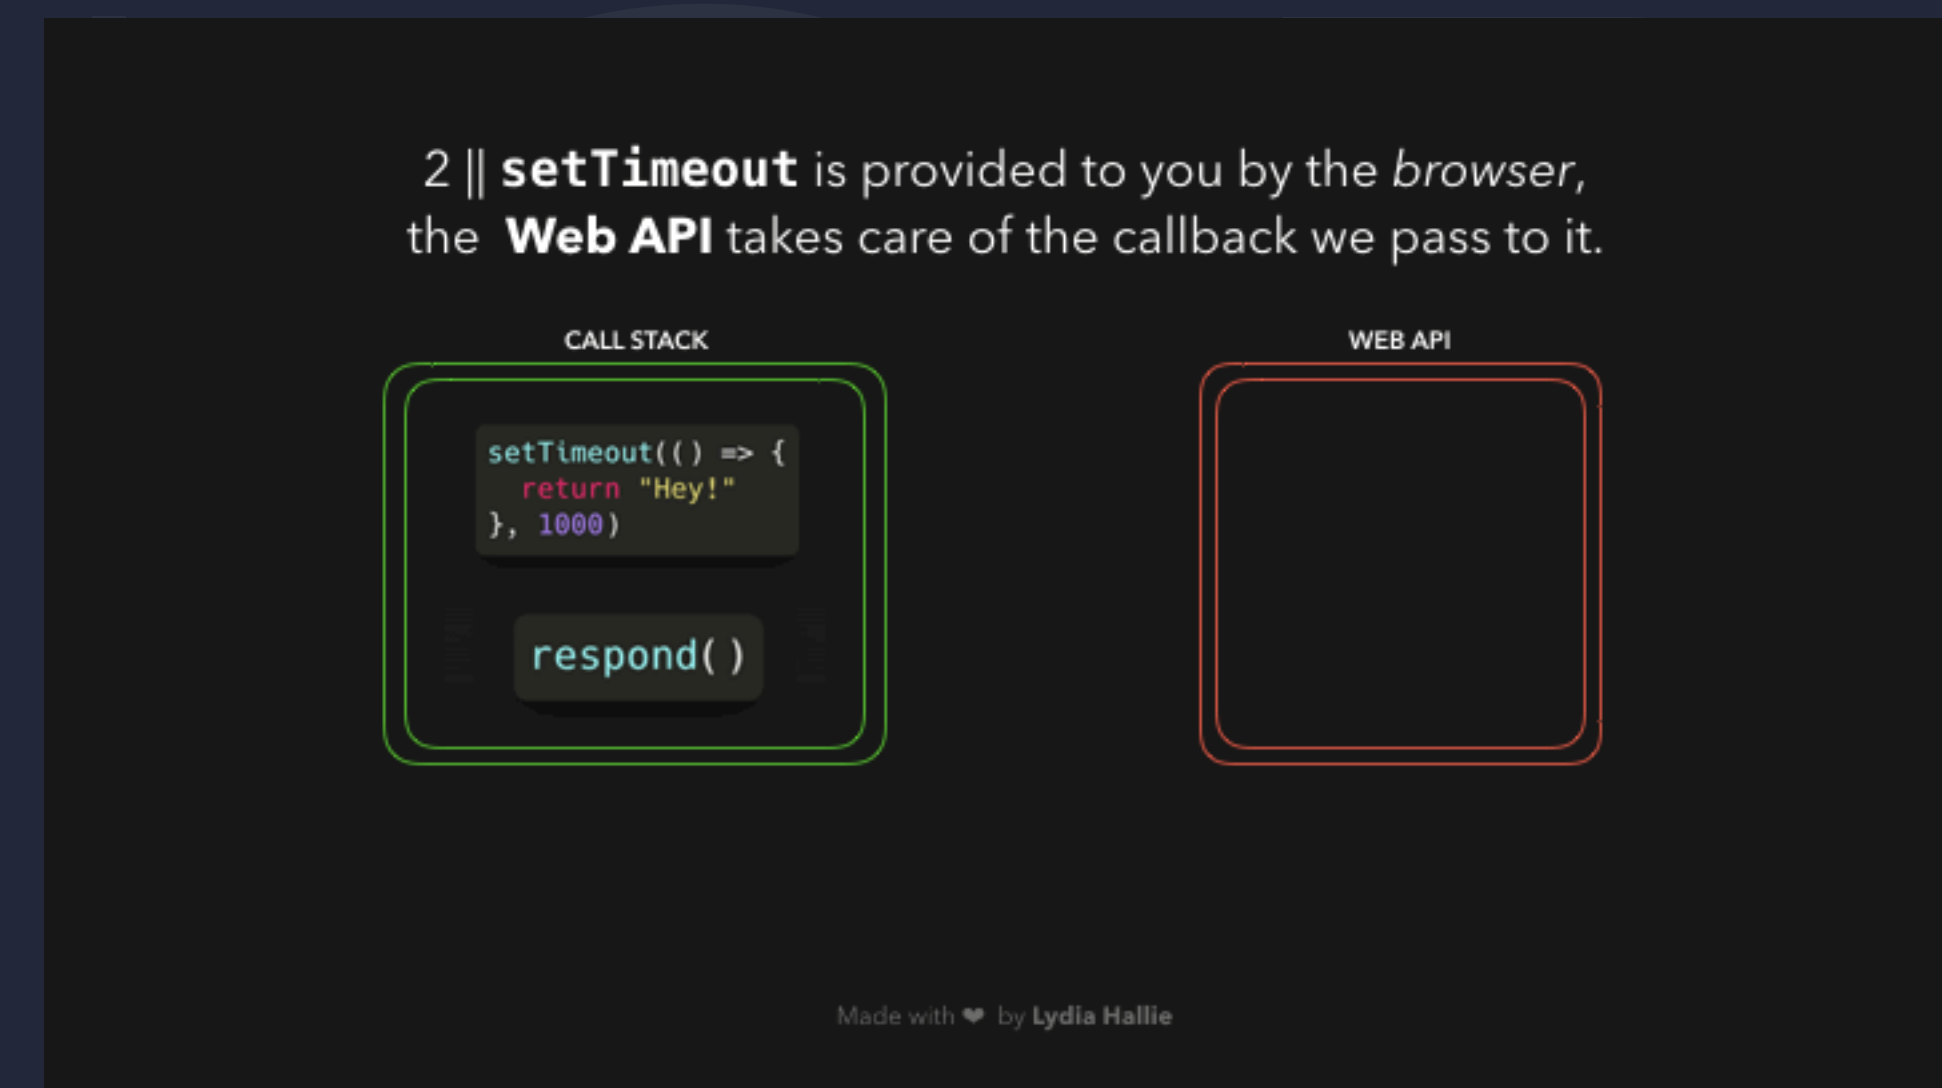 2 || setTimeout is provided to you by the browser,
the Web API takes care of the callback we pass to it.
CALL STACK
WEB API
setTimeout(() => {
return "Hey!"
}, 1000)
respond()
Made with ❤ by Lydia Hallie